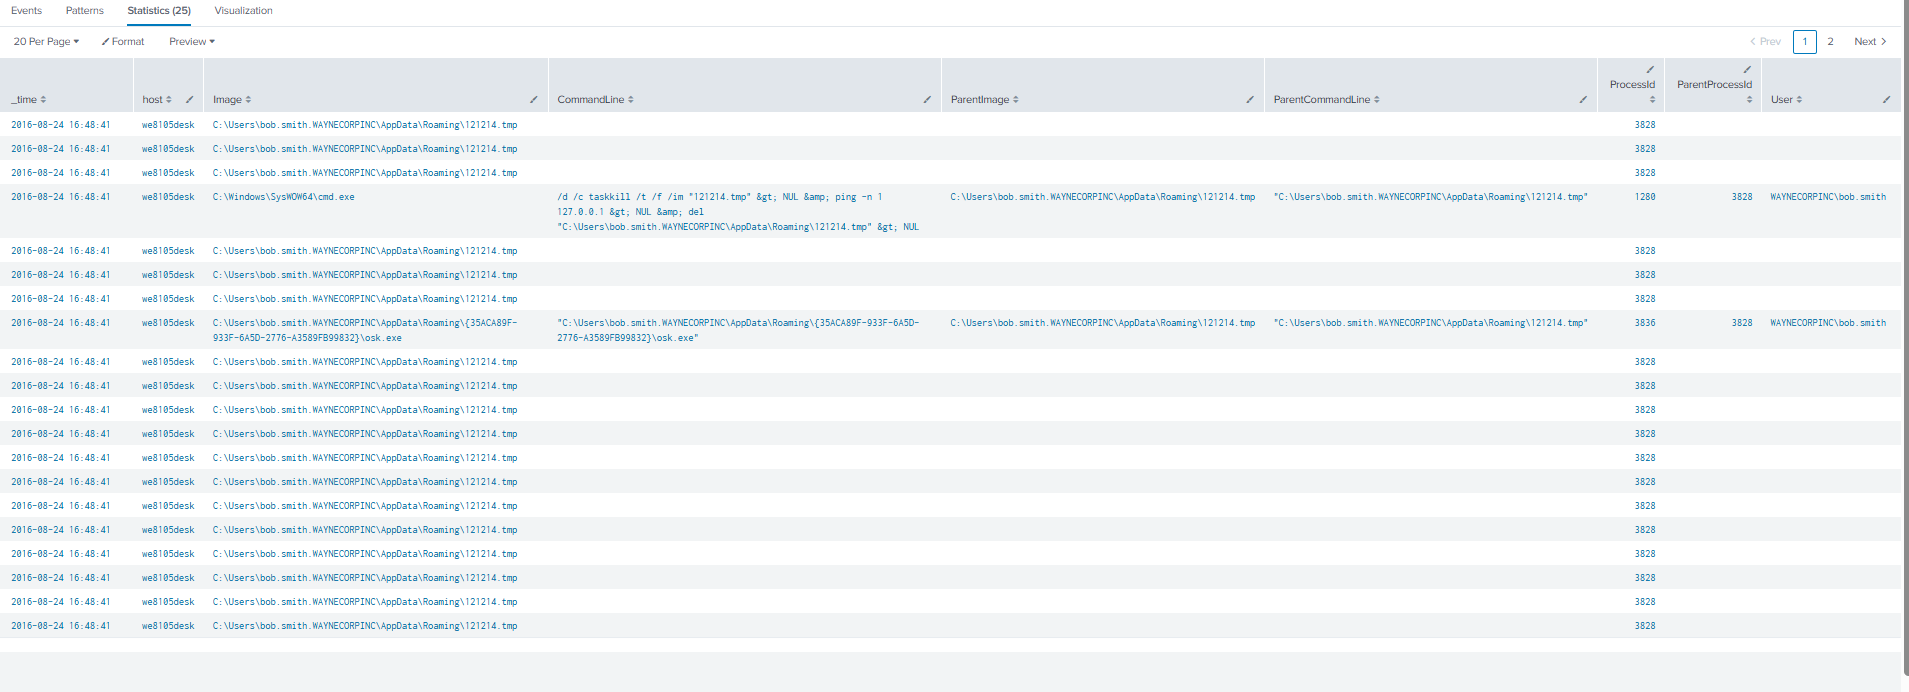 Events Patterns Statistics (25) Visualization
20 Per Page Format Preview < Prev 1 2 Next >
_time host Image CommandLine ParentImage ParentCommandLine ProcessId ParentProcessId User
2016-08-24 16:48:41 we8105desk C:\Users\bob.smith.WAYNECORPINC\AppData\Roaming\121214.tmp 3828
2016-08-24 16:48:41 we8105desk C:\Users\bob.smith.WAYNECORPINC\AppData\Roaming\121214.tmp 3828
2016-08-24 16:48:41 we8105desk C:\Users\bob.smith.WAYNECORPINC\AppData\Roaming\121214.tmp 3828
2016-08-24 16:48:41 we8105desk C:\Windows\SysWOW64\cmd.exe /d /c taskkill /t /f /im "121214.tmp" &gt; NUL &amp; ping -n 1 C:\Users\bob.smith.WAYNECORPINC\AppData\Roaming\121214.tmp "C:\Users\bob.smith.WAYNECORPINC\AppData\Roaming\121214.tmp" 1280 3828 WAYNECORPINC\bob.smith
127.0.0.1 &gt; NUL &amp; del
"C:\Users\bob.smith.WAYNECORPINC\AppData\Roaming\121214.tmp" &gt; NUL
2016-08-24 16:48:41 we8105desk C:\Users\bob.smith.WAYNECORPINC\AppData\Roaming\121214.tmp 3828
2016-08-24 16:48:41 we8105desk C:\Users\bob.smith.WAYNECORPINC\AppData\Roaming\121214.tmp 3828
2016-08-24 16:48:41 we8105desk C:\Users\bob.smith.WAYNECORPINC\AppData\Roaming\121214.tmp 3828
2016-08-24 16:48:41 we8105desk C:\Users\bob.smith.WAYNECORPINC\AppData\Roaming\{35ACA89F- "C:\Users\bob.smith.WAYNECORPINC\AppData\Roaming\{35ACA89F-933F-6A5D- C:\Users\bob.smith.WAYNECORPINC\AppData\Roaming\121214.tmp "C:\Users\bob.smith.WAYNECORPINC\AppData\Roaming\121214.tmp" 3836 3828 WAYNECORPINC\bob.smith
933F-6A5D-2776-A3589FB99832}\osk.exe 2776-A3589FB99832}\osk.exe"
2016-08-24 16:48:41 we8105desk C:\Users\bob.smith.WAYNECORPINC\AppData\Roaming\121214.tmp 3828
2016-08-24 16:48:41 we8105desk C:\Users\bob.smith.WAYNECORPINC\AppData\Roaming\121214.tmp 3828
2016-08-24 16:48:41 we8105desk C:\Users\bob.smith.WAYNECORPINC\AppData\Roaming\121214.tmp 3828
2016-08-24 16:48:41 we8105desk C:\Users\bob.smith.WAYNECORPINC\AppData\Roaming\121214.tmp 3828
2016-08-24 16:48:41 we8105desk C:\Users\bob.smith.WAYNECORPINC\AppData\Roaming\121214.tmp 3828
2016-08-24 16:48:41 we8105desk C:\Users\bob.smith.WAYNECORPINC\AppData\Roaming\121214.tmp 3828
2016-08-24 16:48:41 we8105desk C:\Users\bob.smith.WAYNECORPINC\AppData\Roaming\121214.tmp 3828
2016-08-24 16:48:41 we8105desk C:\Users\bob.smith.WAYNECORPINC\AppData\Roaming\121214.tmp 3828
2016-08-24 16:48:41 we8105desk C:\Users\bob.smith.WAYNECORPINC\AppData\Roaming\121214.tmp 3828
2016-08-24 16:48:41 we8105desk C:\Users\bob.smith.WAYNECORPINC\AppData\Roaming\121214.tmp 3828
2016-08-24 16:48:41 we8105desk C:\Users\bob.smith.WAYNECORPINC\AppData\Roaming\121214.tmp 3828
2016-08-24 16:48:41 we8105desk C:\Users\bob.smith.WAYNECORPINC\AppData\Roaming\121214.tmp 3828